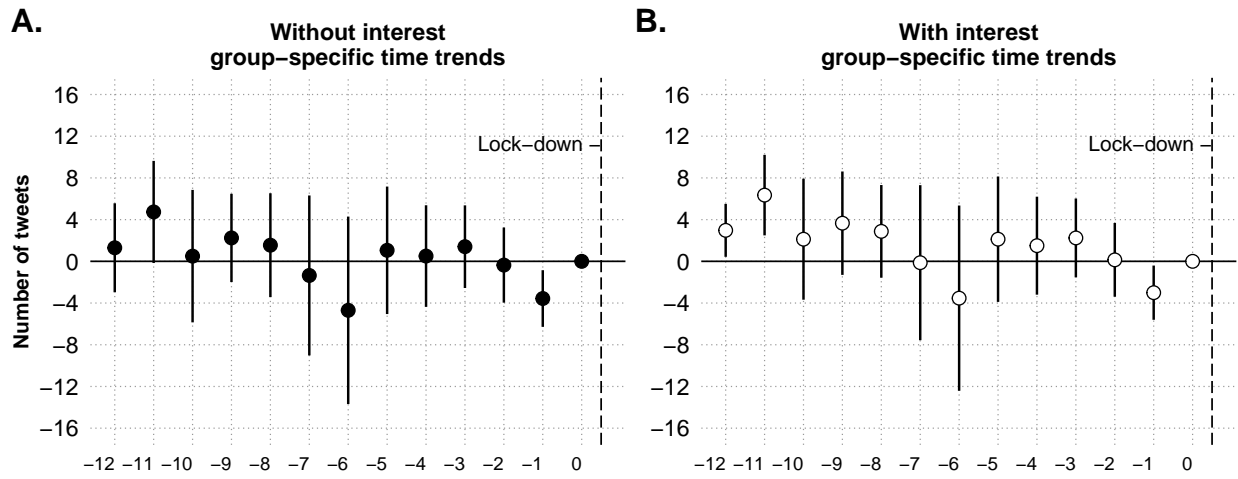 A.
Without interest
group−specific time trends
Number of tweets
16
12
8
4
0
−4
−8
−12
−16
Lock−down
−12 −11 −10 −9 −8 −7 −6 −5 −4 −3 −2 −1 0
B.
With interest
group−specific time trends
16
12
8
4
0
−4
−8
−12
−16
Lock−down
−12 −11 −10 −9 −8 −7 −6 −5 −4 −3 −2 −1 0